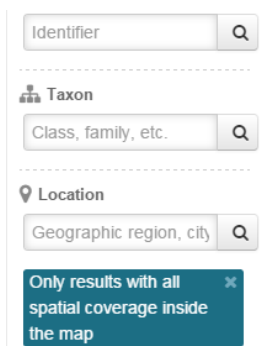 Identifier
Taxon
Class, family, etc.
Location
Geographic region, city
Only results with all
spatial coverage inside
the map